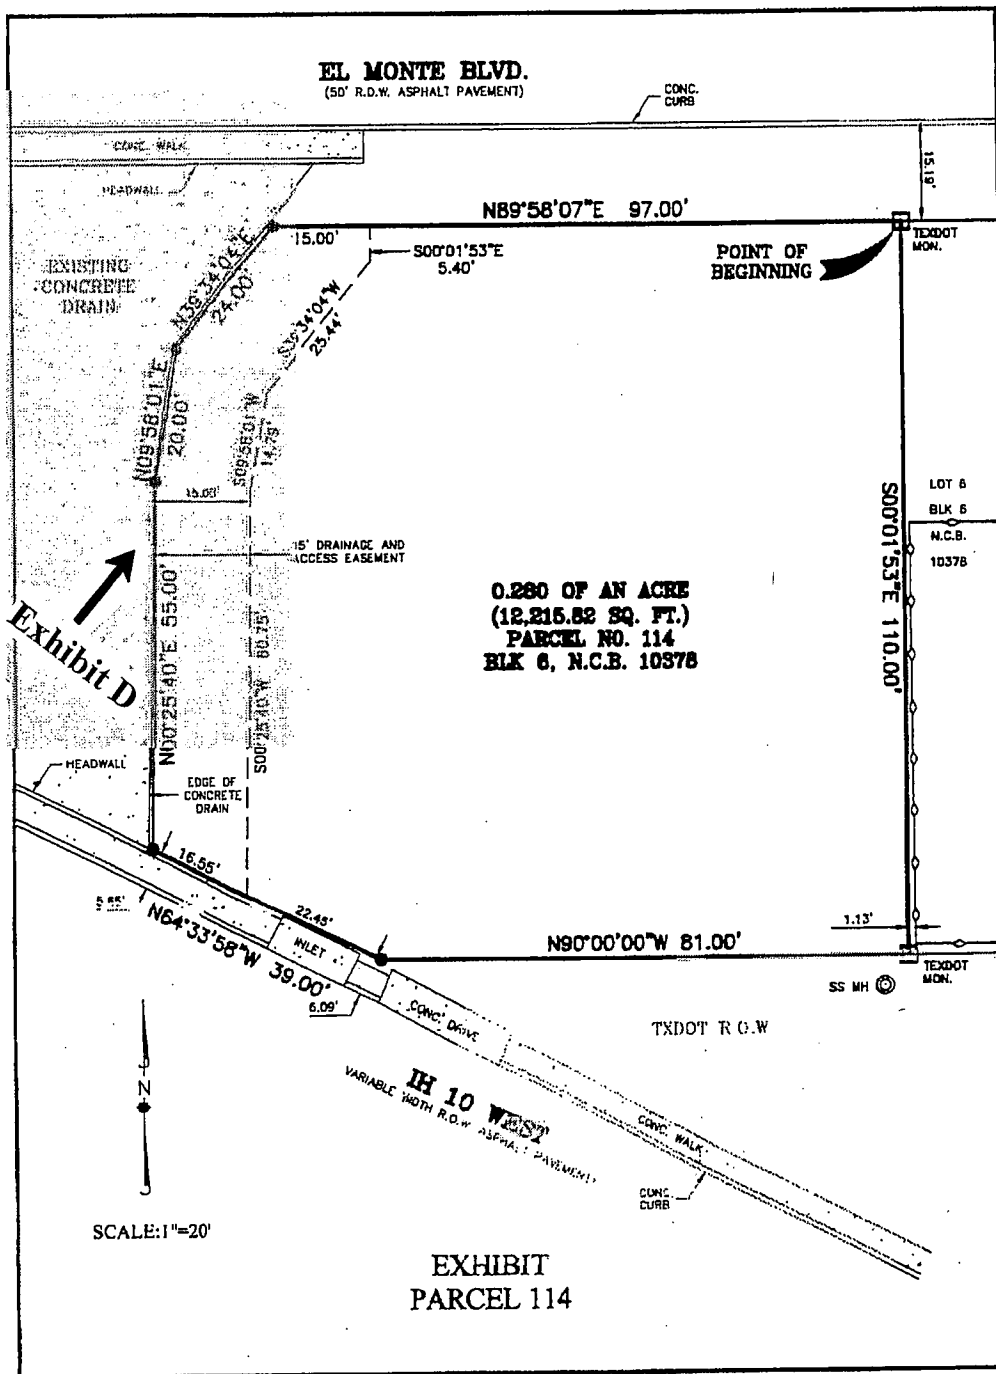 EL MONTE BLVD.
(50' R.O.W. ASPHALT PAVEMENT)
CONC.
CURB
CONC. WALK
HEADWALL
15.19'
N89°58'07"E 97.00'
15.00'
S00°01'53"E
5.40'
TEXDOT
MON.
POINT OF
BEGINNING
EXISTING
CONCRETE
DRAIN
N39°34'04"E
24.00'
S39°34'04"W
25.44'
N09°58'01"E
20.00'
S09°58'01"W
14.79'
15.00'
15' DRAINAGE AND
ACCESS EASEMENT
LOT 8
BLK 6
N.C.B.
10378
S00°01'53"E 110.00'
0.280 OF AN ACRE
(12,215.82 SQ. FT.)
PARCEL NO. 114
BLK 6, N.C.B. 10378
Exhibit D
N00°25'40"E 55.00'
S00°25'40"W 60.75'
HEADWALL
EDGE OF
CONCRETE
DRAIN
16.55'
22.45'
N64°33'58"W 39.00'
INLET
6.09'
CONC. DRIVE
N90°00'00"W 81.00'
1.13'
TEXDOT
MON.
SS MH
TXDOT R.O.W
IH 10 WEST
VARIABLE WIDTH R.O.W ASPHALT PAVEMENT
CONC. WALK
CONC.
CURB
N
SCALE:1"=20'
EXHIBIT
PARCEL 114